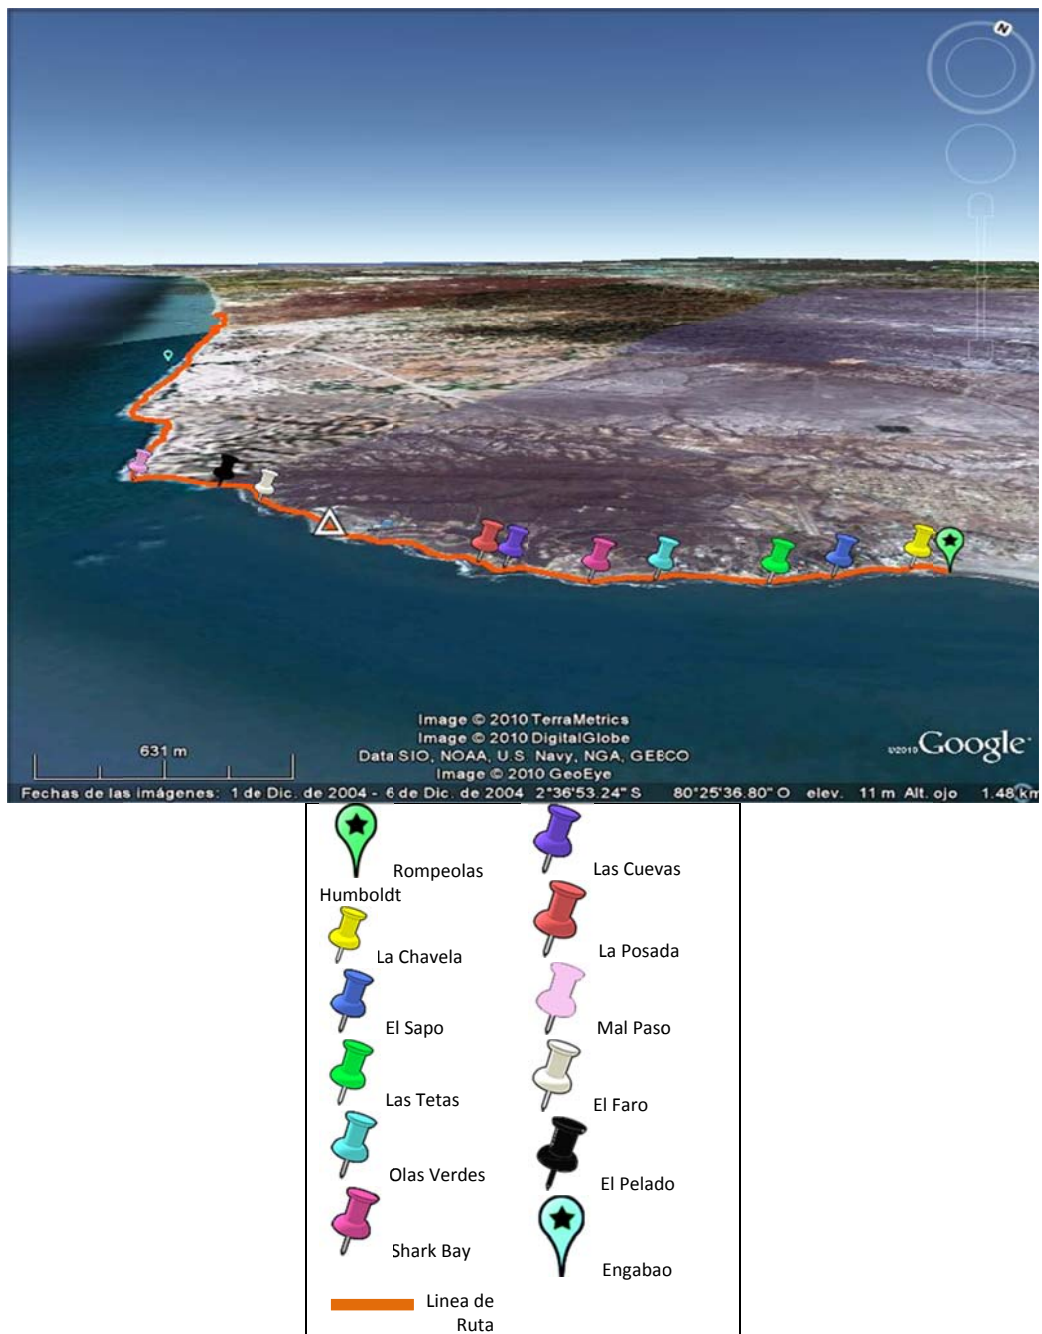 N
631 m
Image © 2010 TerraMetrics
Image © 2010 DigitalGlobe
Data SIO, NOAA, U.S. Navy, NGA, GEBCO
Image © 2010 GeoEye
©2010 Google
Fechas de las imágenes: 1 de Dic. de 2004 - 6 de Dic. de 2004 2°36'53.24" S 80°25'36.80" O elev. 11 m Alt. ojo 1.48 km
Rompeolas
Humboldt
La Chavela
El Sapo
Las Tetas
Olas Verdes
Shark Bay
Linea de
Ruta
Las Cuevas
La Posada
Mal Paso
El Faro
El Pelado
Engabao